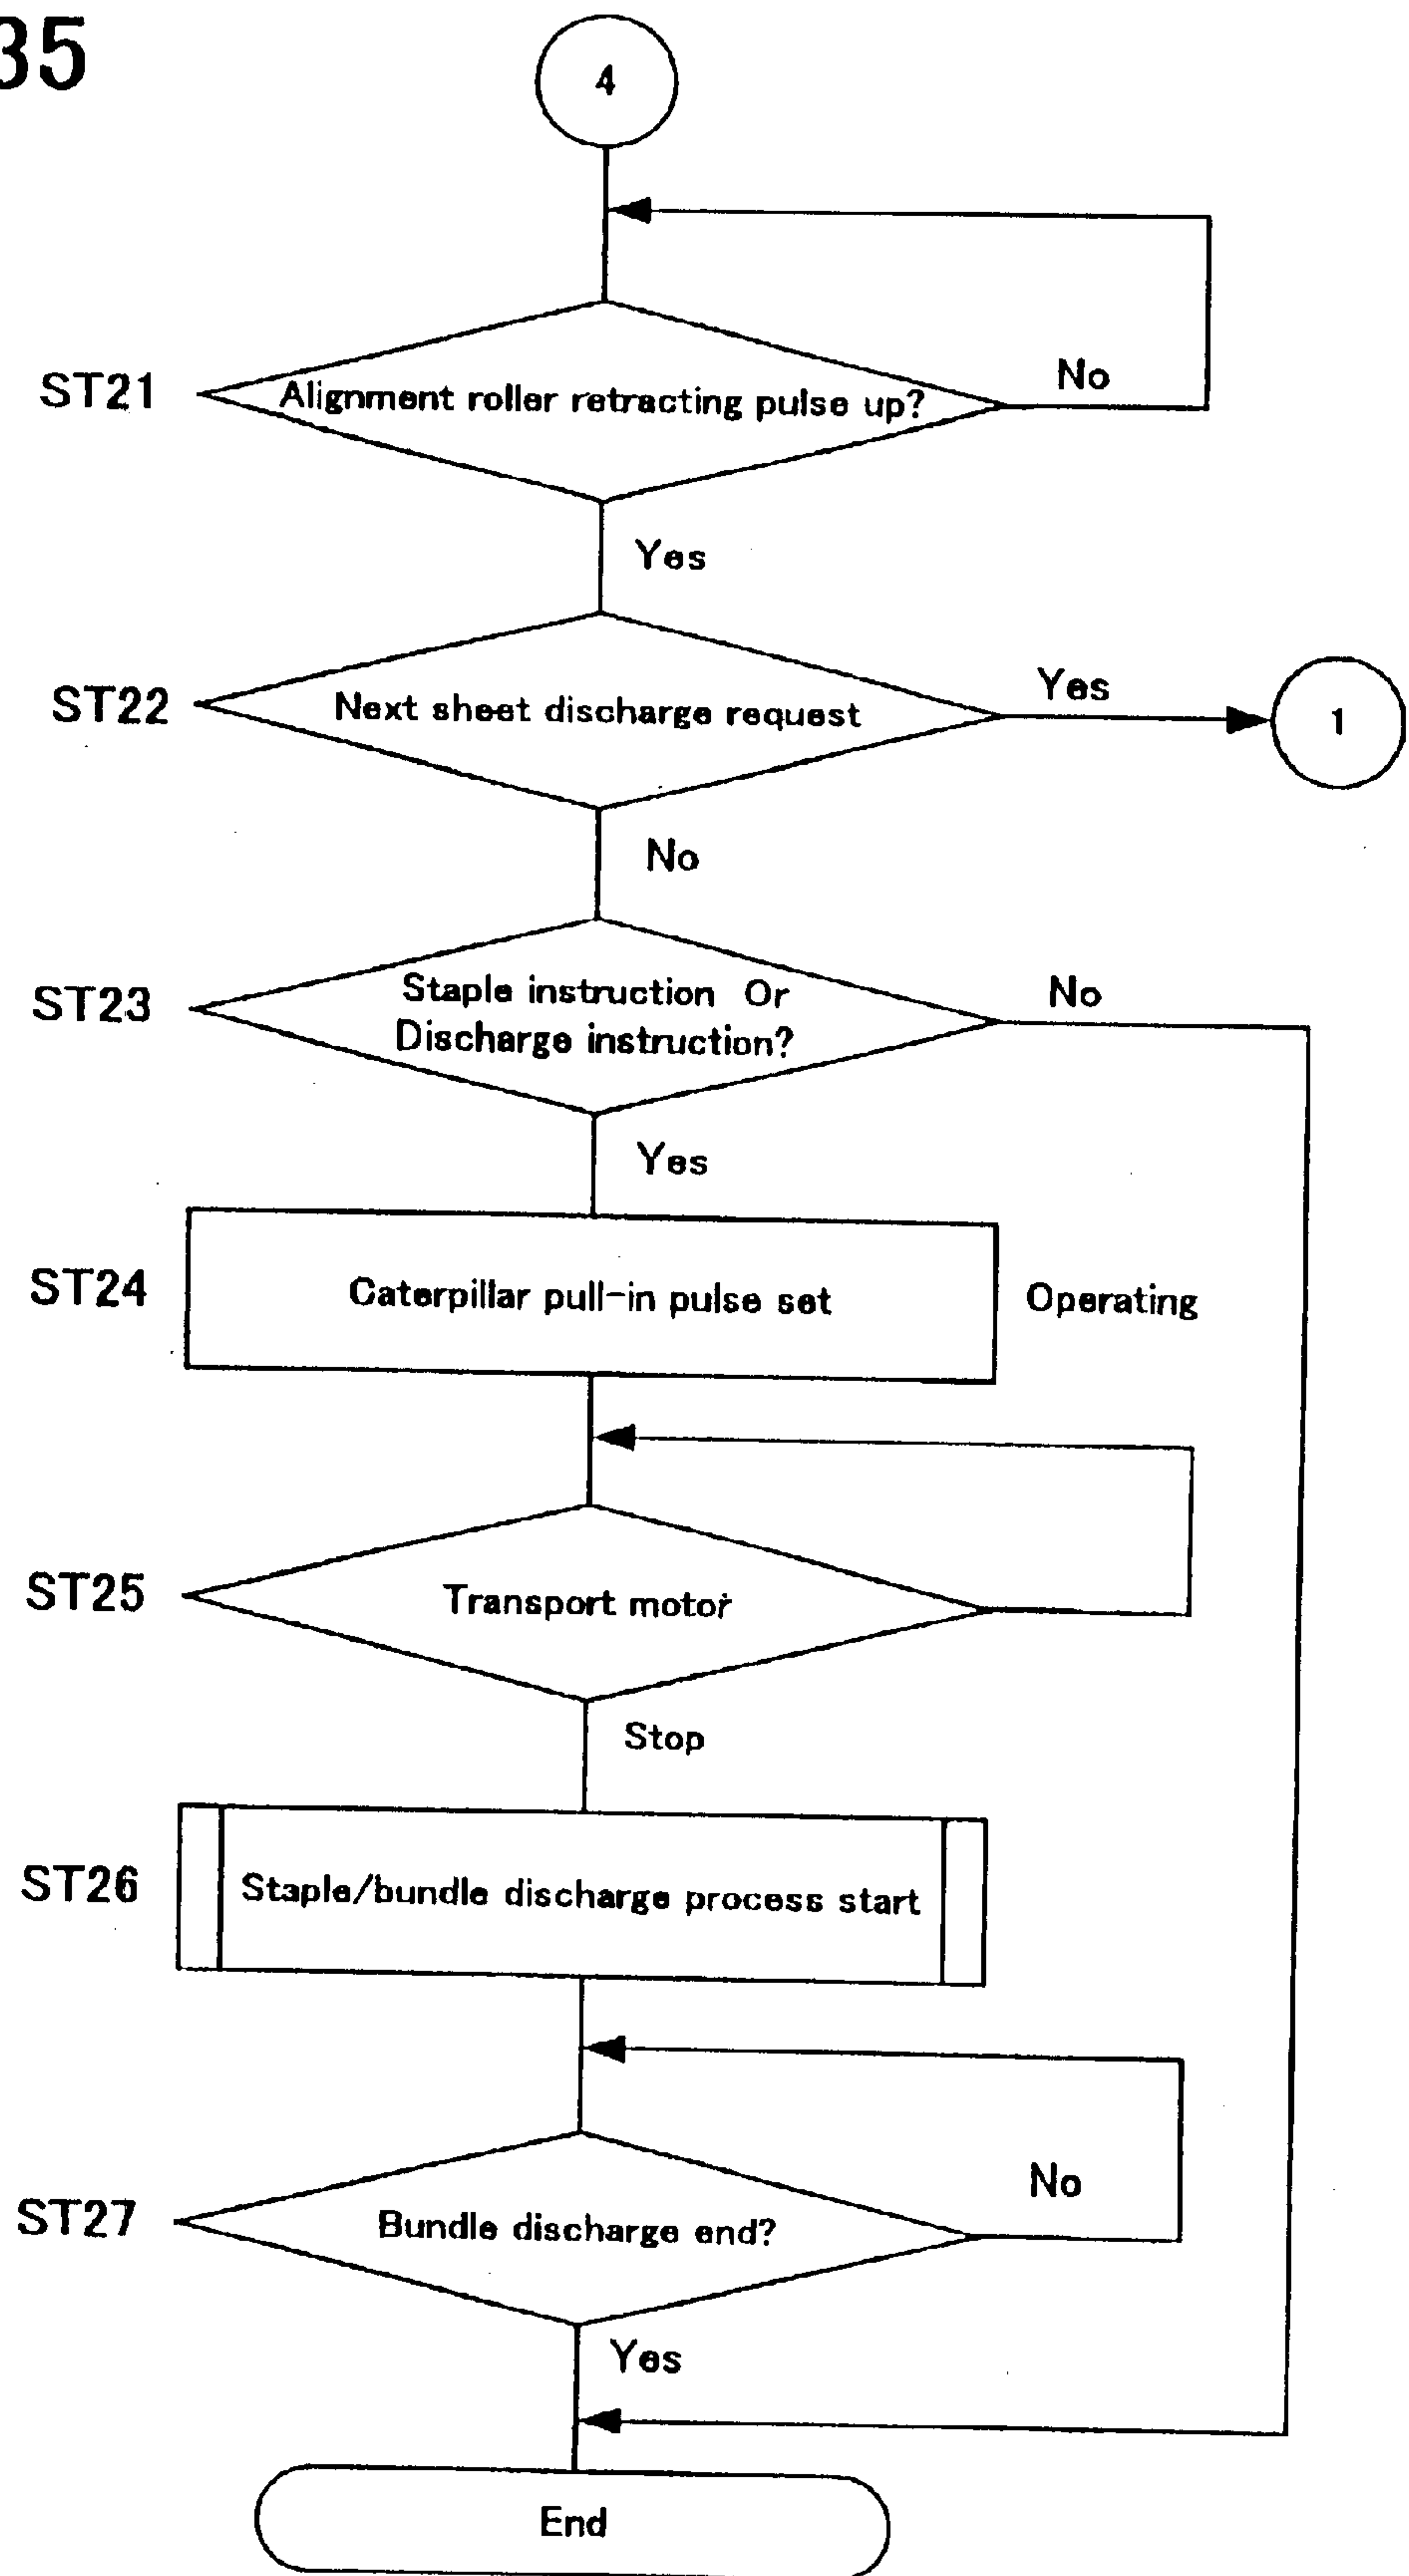 35
4
ST21
Alignment roller retracting pulse up?
No
Yes
ST22
Next sheet discharge request
Yes
1
No
ST23
Staple instruction Or
Discharge instruction?
No
Yes
ST24
Caterpillar pull-in pulse set
Operating
ST25
Transport motor
Stop
ST26
Staple/bundle discharge process start
ST27
Bundle discharge end?
No
Yes
End